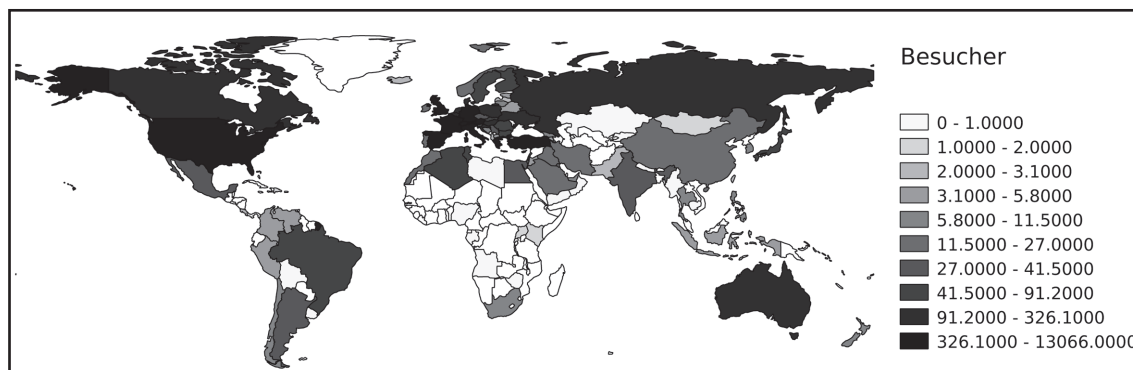 Besucher
0 - 1.0000
1.0000 - 2.0000
2.0000 - 3.1000
3.1000 - 5.8000
5.8000 - 11.5000
11.5000 - 27.0000
27.0000 - 41.5000
41.5000 - 91.2000
91.2000 - 326.1000
326.1000 - 13066.0000